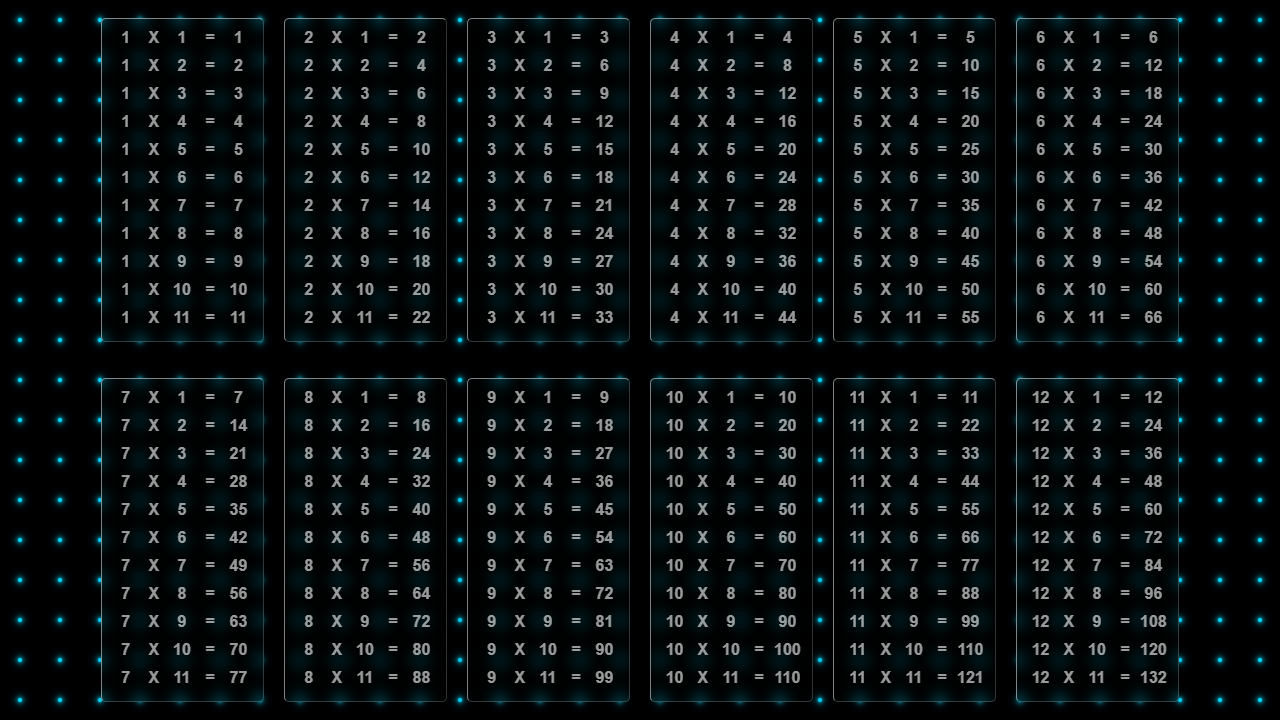 1 X 1 = 1
1 X 2 = 2
1 X 3 = 3
1 X 4 = 4
1 X 5 = 5
1 X 6 = 6
1 X 7 = 7
1 X 8 = 8
1 X 9 = 9
1 X 10 = 10
1 X 11 = 11
2 X 1 = 2
2 X 2 = 4
2 X 3 = 6
2 X 4 = 8
2 X 5 = 10
2 X 6 = 12
2 X 7 = 14
2 X 8 = 16
2 X 9 = 18
2 X 10 = 20
2 X 11 = 22
3 X 1 = 3
3 X 2 = 6
3 X 3 = 9
3 X 4 = 12
3 X 5 = 15
3 X 6 = 18
3 X 7 = 21
3 X 8 = 24
3 X 9 = 27
3 X 10 = 30
3 X 11 = 33
4 X 1 = 4
4 X 2 = 8
4 X 3 = 12
4 X 4 = 16
4 X 5 = 20
4 X 6 = 24
4 X 7 = 28
4 X 8 = 32
4 X 9 = 36
4 X 10 = 40
4 X 11 = 44
5 X 1 = 5
5 X 2 = 10
5 X 3 = 15
5 X 4 = 20
5 X 5 = 25
5 X 6 = 30
5 X 7 = 35
5 X 8 = 40
5 X 9 = 45
5 X 10 = 50
5 X 11 = 55
6 X 1 = 6
6 X 2 = 12
6 X 3 = 18
6 X 4 = 24
6 X 5 = 30
6 X 6 = 36
6 X 7 = 42
6 X 8 = 48
6 X 9 = 54
6 X 10 = 60
6 X 11 = 66
7 X 1 = 7
7 X 2 = 14
7 X 3 = 21
7 X 4 = 28
7 X 5 = 35
7 X 6 = 42
7 X 7 = 49
7 X 8 = 56
7 X 9 = 63
7 X 10 = 70
7 X 11 = 77
8 X 1 = 8
8 X 2 = 16
8 X 3 = 24
8 X 4 = 32
8 X 5 = 40
8 X 6 = 48
8 X 7 = 56
8 X 8 = 64
8 X 9 = 72
8 X 10 = 80
8 X 11 = 88
9 X 1 = 9
9 X 2 = 18
9 X 3 = 27
9 X 4 = 36
9 X 5 = 45
9 X 6 = 54
9 X 7 = 63
9 X 8 = 72
9 X 9 = 81
9 X 10 = 90
9 X 11 = 99
10 X 1 = 10
10 X 2 = 20
10 X 3 = 30
10 X 4 = 40
10 X 5 = 50
10 X 6 = 60
10 X 7 = 70
10 X 8 = 80
10 X 9 = 90
10 X 10 = 100
10 X 11 = 110
11 X 1 = 11
11 X 2 = 22
11 X 3 = 33
11 X 4 = 44
11 X 5 = 55
11 X 6 = 66
11 X 7 = 77
11 X 8 = 88
11 X 9 = 99
11 X 10 = 110
11 X 11 = 121
12 X 1 = 12
12 X 2 = 24
12 X 3 = 36
12 X 4 = 48
12 X 5 = 60
12 X 6 = 72
12 X 7 = 84
12 X 8 = 96
12 X 9 = 108
12 X 10 = 120
12 X 11 = 132